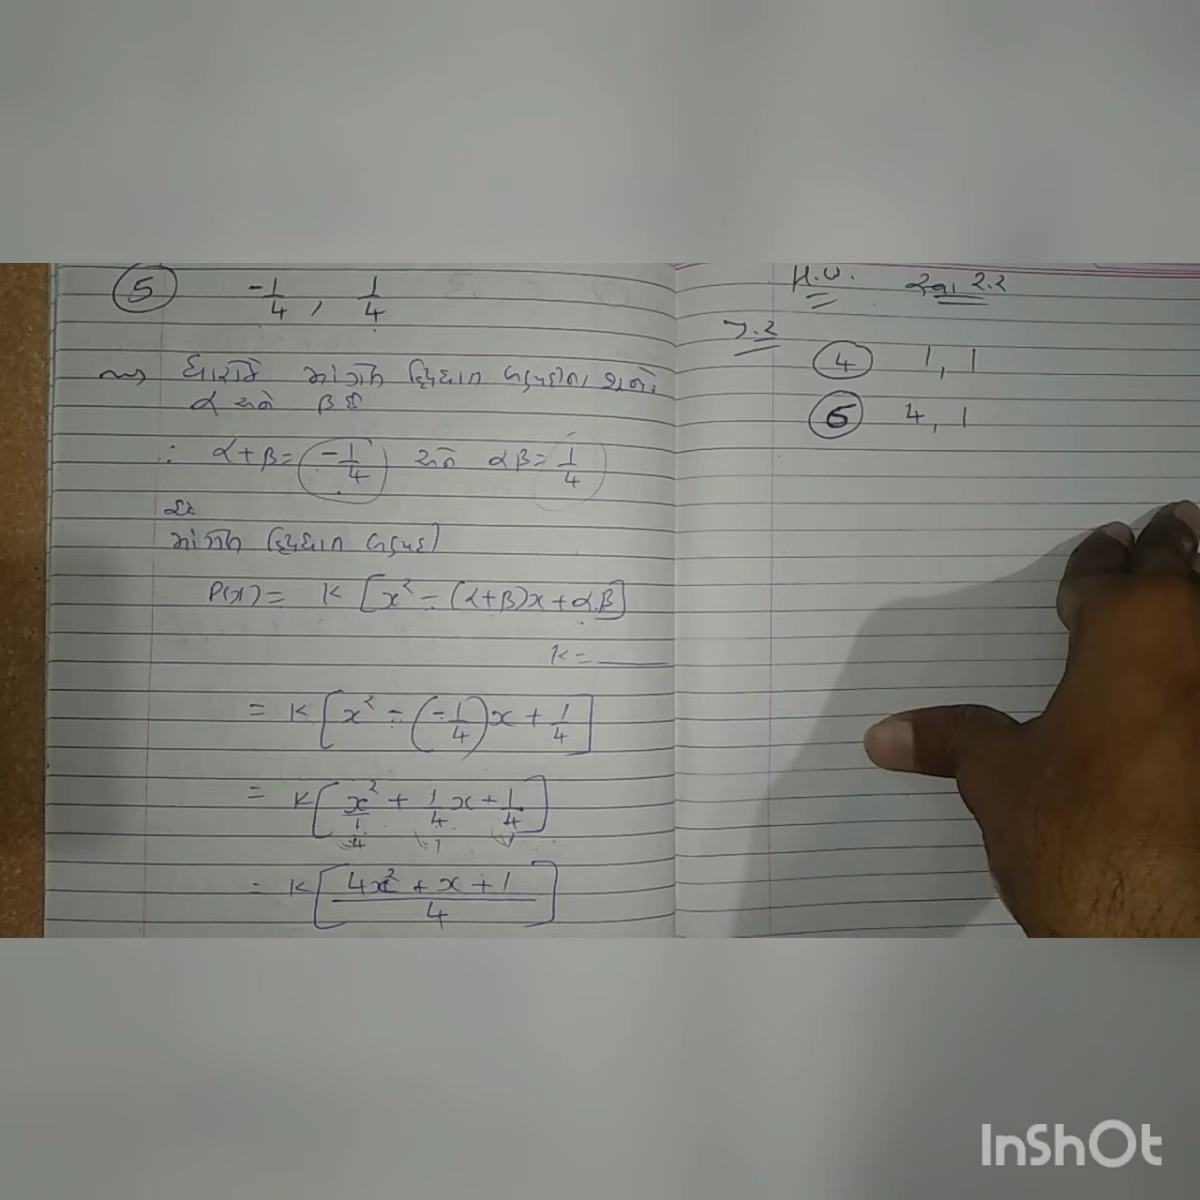 5 -1/4 , 1/4
ધારોકે માંગેલ દ્વિઘાત બહુપદીના શૂન્યો
α અને β છે
∴ α+β = -1/4 અને αβ = 1/4
માંગેલ દ્વિઘાત બહુપદી
P(x) = K [x² - (α+β)x + α.β]
K = ____
= K [x² - (-1/4)x + 1/4]
= K [x²/1 + 1/4 x + 1/4]
= K [4x² + x + 1 / 4]
H.W. સ્વા. 2.2
2.2
4 1, 1
6 4, 1
InShOt